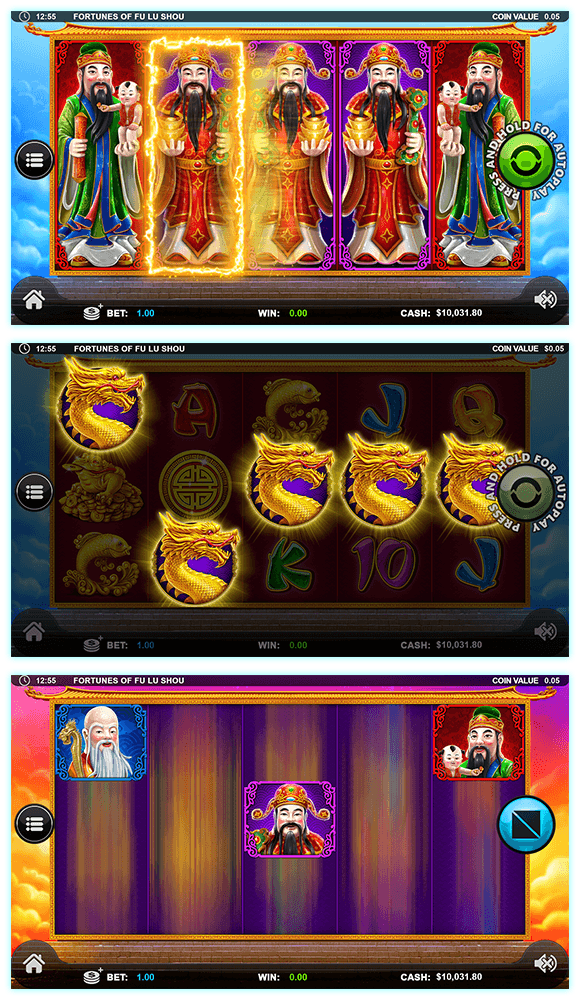 12:55 FORTUNES OF FU LU SHOU COIN VALUE 0.05
PRESS AND HOLD FOR AUTOPLAY
BET: 1.00 WIN: 0.00 CASH: $10,031.80
12:55 FORTUNES OF FU LU SHOU COIN VALUE $0.05
A J Q
PRESS AND HOLD FOR AUTOPLAY
K 10 J
BET: 1.00 WIN: 0.00 CASH: $10,031.80
12:55 FORTUNES OF FU LU SHOU COIN VALUE 0.05
BET: 1.00 WIN: 0.00 CASH: $10,031.80